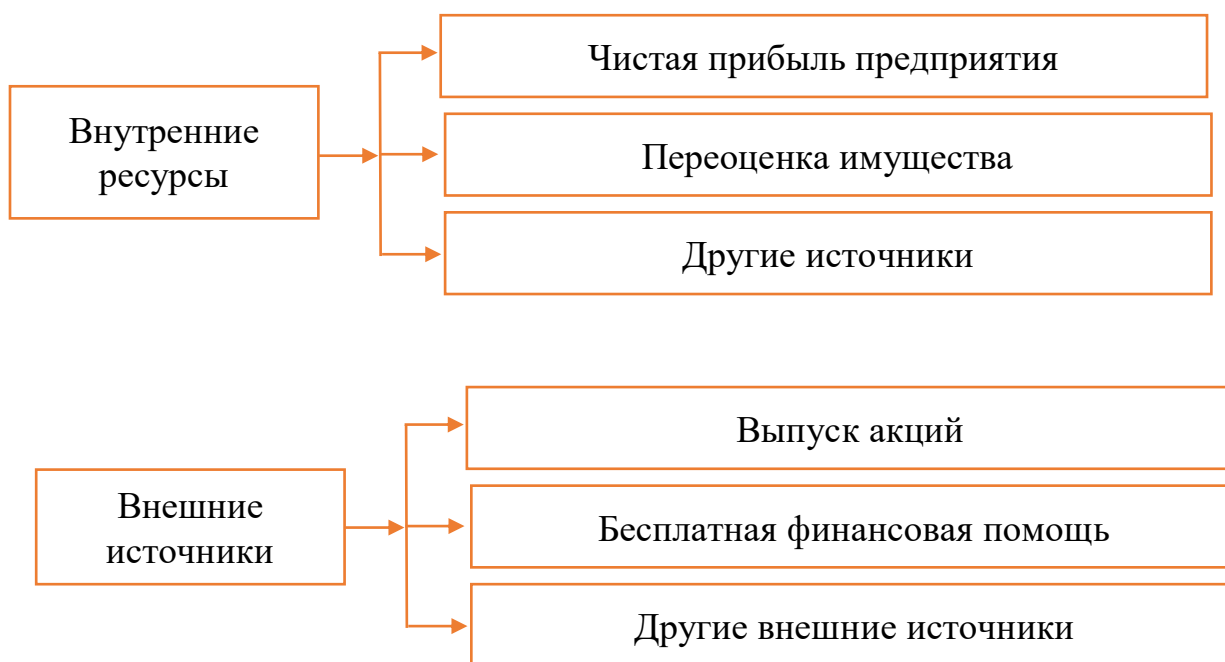 Внутренние
ресурсы
Чистая прибыль предприятия
Переоценка имущества
Другие источники
Внешние
источники
Выпуск акций
Бесплатная финансовая помощь
Другие внешние источники